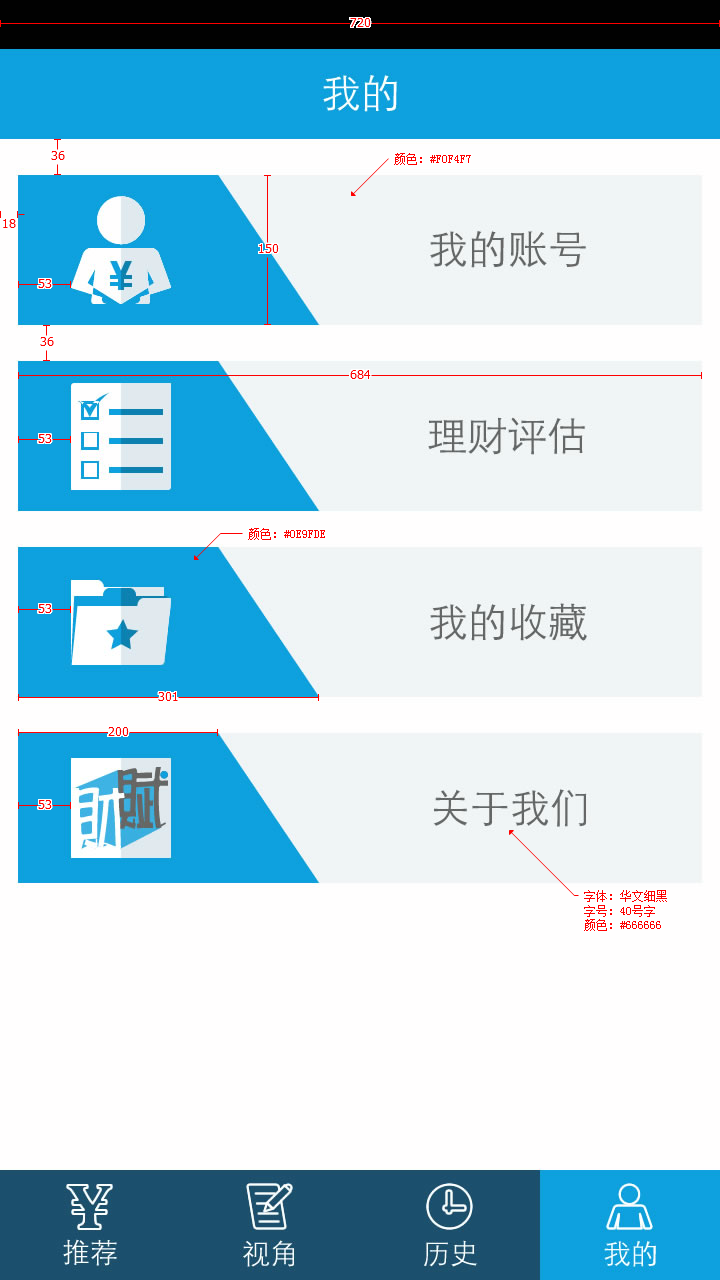 720
我的
36
颜色：#F0F4F7
18
150
我的账号
53
36
684
53
理财评估
颜色：#0E9FDE
53
我的收藏
301
200
53
财赋
关于我们
字体：华文细黑
字号：40号字
颜色：#666666
推荐
视角
历史
我的